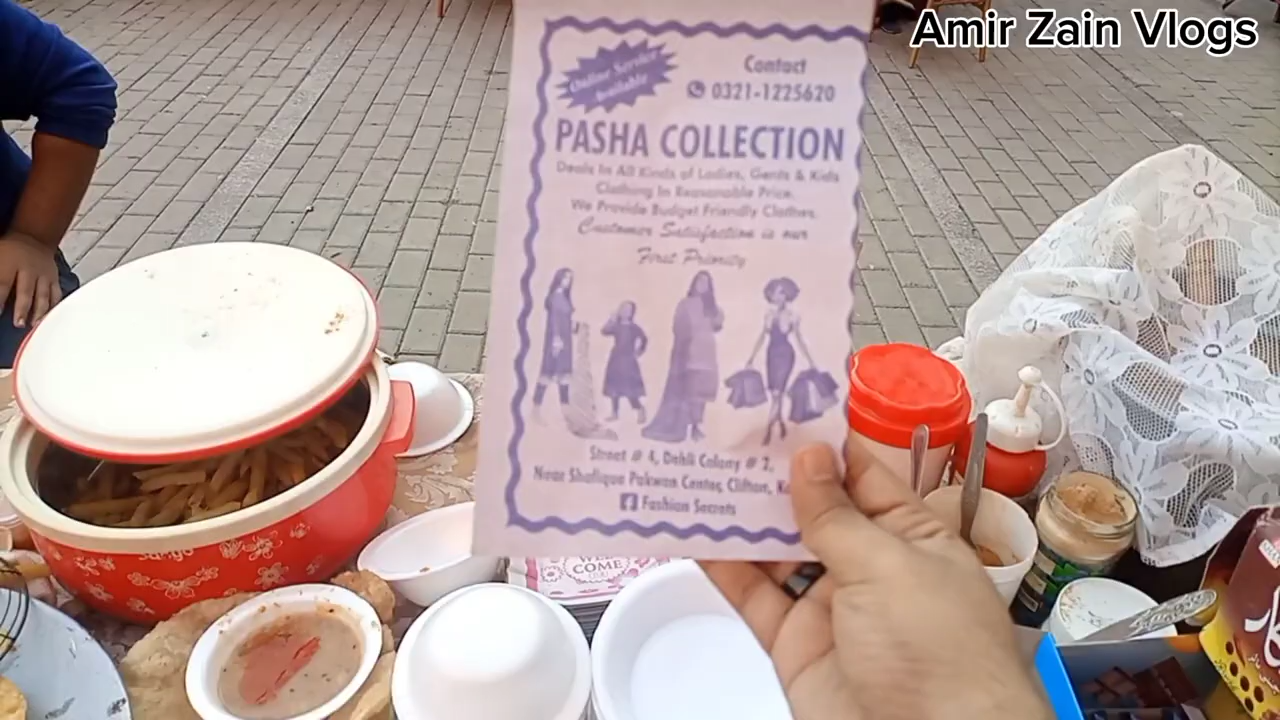 Amir Zain Vlogs
Online Service
Available
Contact
0321-1225620
PASHA COLLECTION
Deals In All Kinds of Ladies, Gents & Kids
Clothing In Reasonable Price.
We Provide Budget Friendly Clothes.
Customer Satisfaction is our
First Priority
Street # 4, Dehli Colony # 2,
Near Shafique Pakwan Center, Clifton,
Fashion Secrets
COME